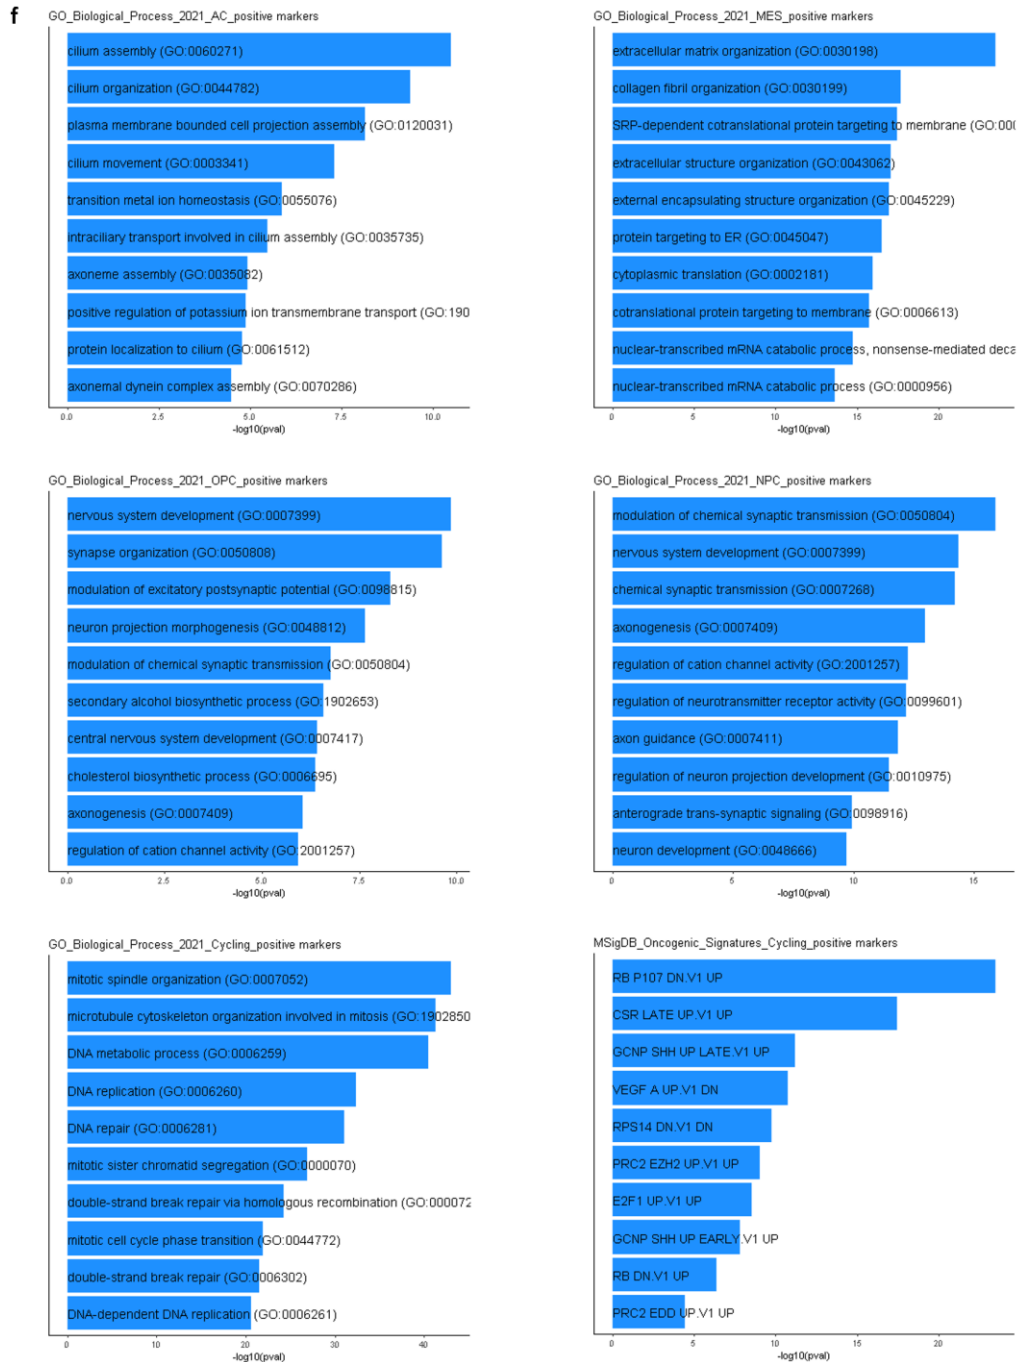 f
GO_Biological_Process_2021_AC_positive markers
cilium assembly (GO:0060271)
cilium organization (GO:0044782)
plasma membrane bounded cell projection assembly (GO:0120031)
cilium movement (GO:0003341)
transition metal ion homeostasis (GO:0055076)
intraciliary transport involved in cilium assembly (GO:0035735)
axoneme assembly (GO:0035082)
positive regulation of potassium ion transmembrane transport (GO:190
protein localization to cilium (GO:0061512)
axonemal dynein complex assembly (GO:0070286)
0.0 2.5 5.0 7.5 10.0
-log10(pval)
GO_Biological_Process_2021_MES_positive markers
extracellular matrix organization (GO:0030198)
collagen fibril organization (GO:0030199)
SRP-dependent cotranslational protein targeting to membrane (GO:000
extracellular structure organization (GO:0043062)
external encapsulating structure organization (GO:0045229)
protein targeting to ER (GO:0045047)
cytoplasmic translation (GO:0002181)
cotranslational protein targeting to membrane (GO:0006613)
nuclear-transcribed mRNA catabolic process, nonsense-mediated deca
nuclear-transcribed mRNA catabolic process (GO:0000956)
0 5 10 15 20
-log10(pval)
GO_Biological_Process_2021_OPC_positive markers
nervous system development (GO:0007399)
synapse organization (GO:0050808)
modulation of excitatory postsynaptic potential (GO:0098815)
neuron projection morphogenesis (GO:0048812)
modulation of chemical synaptic transmission (GO:0050804)
secondary alcohol biosynthetic process (GO:1902653)
central nervous system development (GO:0007417)
cholesterol biosynthetic process (GO:0006695)
axonogenesis (GO:0007409)
regulation of cation channel activity (GO:2001257)
0.0 2.5 5.0 7.5 10.0
-log10(pval)
GO_Biological_Process_2021_NPC_positive markers
modulation of chemical synaptic transmission (GO:0050804)
nervous system development (GO:0007399)
chemical synaptic transmission (GO:0007268)
axonogenesis (GO:0007409)
regulation of cation channel activity (GO:2001257)
regulation of neurotransmitter receptor activity (GO:0099601)
axon guidance (GO:0007411)
regulation of neuron projection development (GO:0010975)
anterograde trans-synaptic signaling (GO:0098916)
neuron development (GO:0048666)
0 5 10 15
-log10(pval)
GO_Biological_Process_2021_Cycling_positive markers
mitotic spindle organization (GO:0007052)
microtubule cytoskeleton organization involved in mitosis (GO:1902850
DNA metabolic process (GO:0006259)
DNA replication (GO:0006260)
DNA repair (GO:0006281)
mitotic sister chromatid segregation (GO:0000070)
double-strand break repair via homologous recombination (GO:000072
mitotic cell cycle phase transition (GO:0044772)
double-strand break repair (GO:0006302)
DNA-dependent DNA replication (GO:0006261)
0 10 20 30 40
-log10(pval)
MSigDB_Oncogenic_Signatures_Cycling_positive markers
RB P107 DN.V1 UP
CSR LATE UP.V1 UP
GCNP SHH UP LATE.V1 UP
VEGF A UP.V1 DN
RPS14 DN.V1 DN
PRC2 EZH2 UP.V1 UP
E2F1 UP.V1 UP
GCNP SHH UP EARLY.V1 UP
RB DN.V1 UP
PRC2 EDD UP.V1 UP
0 5 10 15 20
-log10(pval)